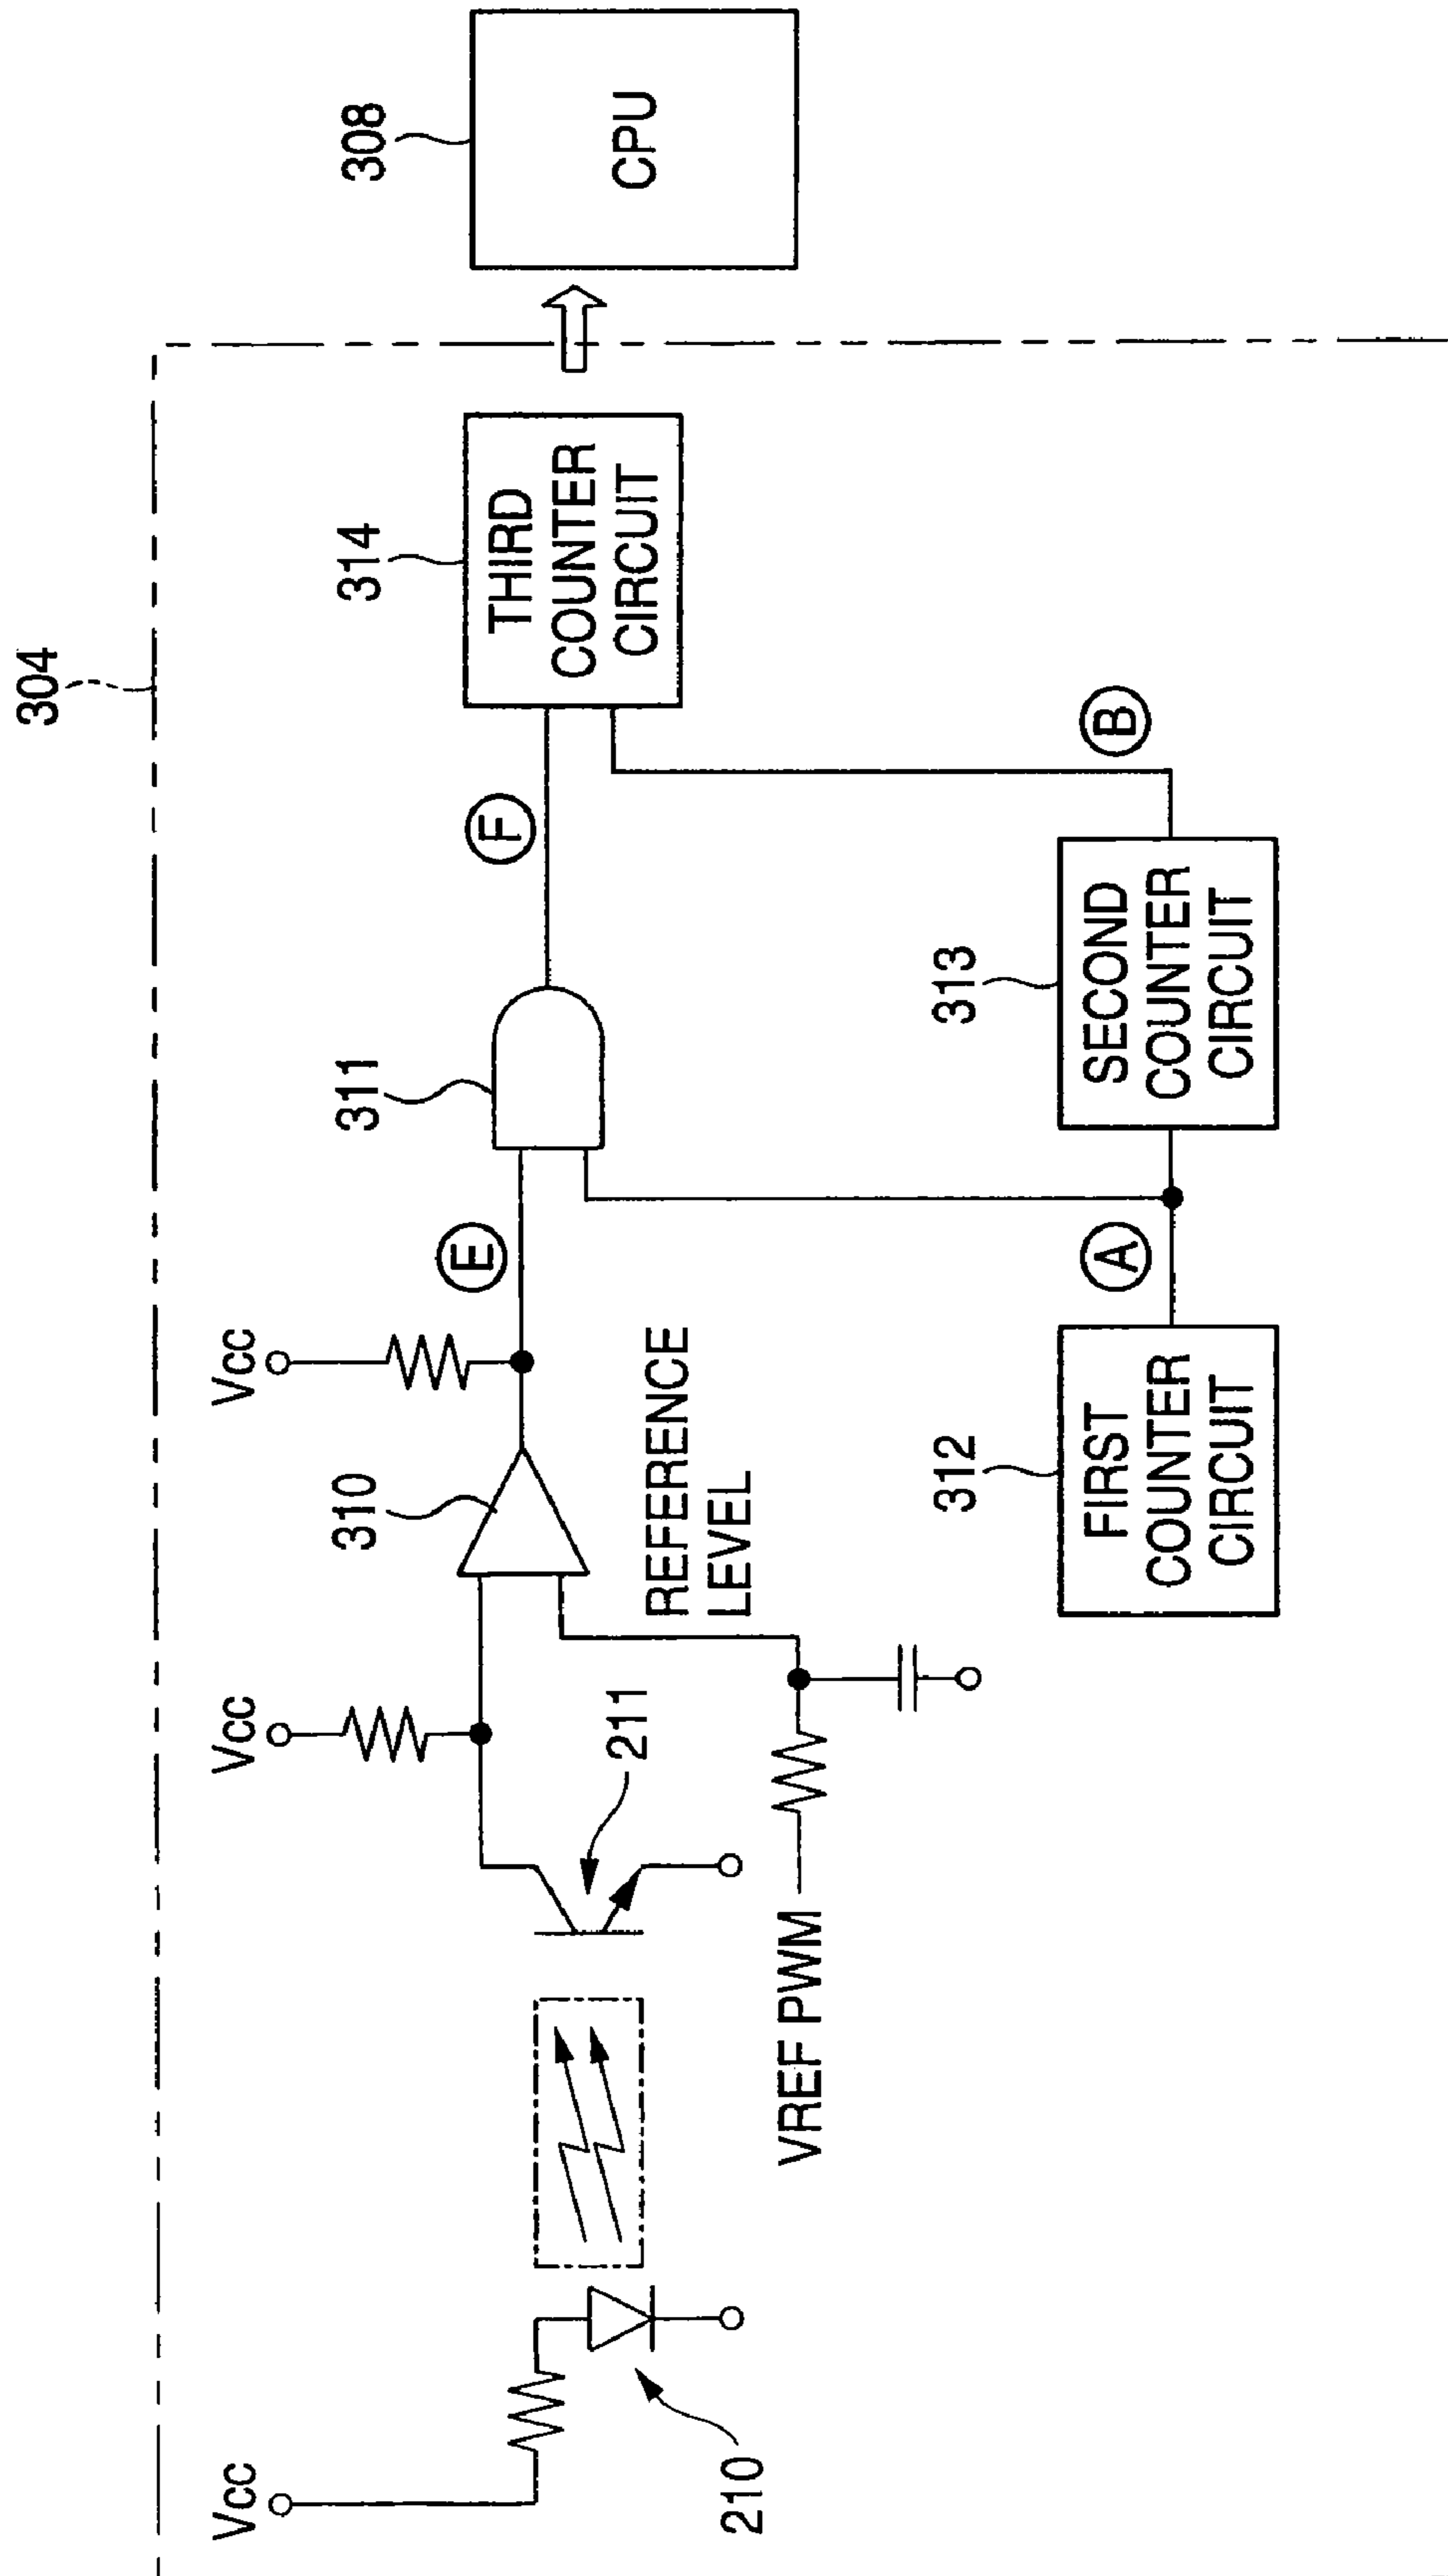 304
308
CPU
314
THIRD
COUNTER
CIRCUIT
311
F
E
B
A
Vcc
Vcc
Vcc
310
REFERENCE
LEVEL
211
210
VREF PWM
312
FIRST
COUNTER
CIRCUIT
313
SECOND
COUNTER
CIRCUIT